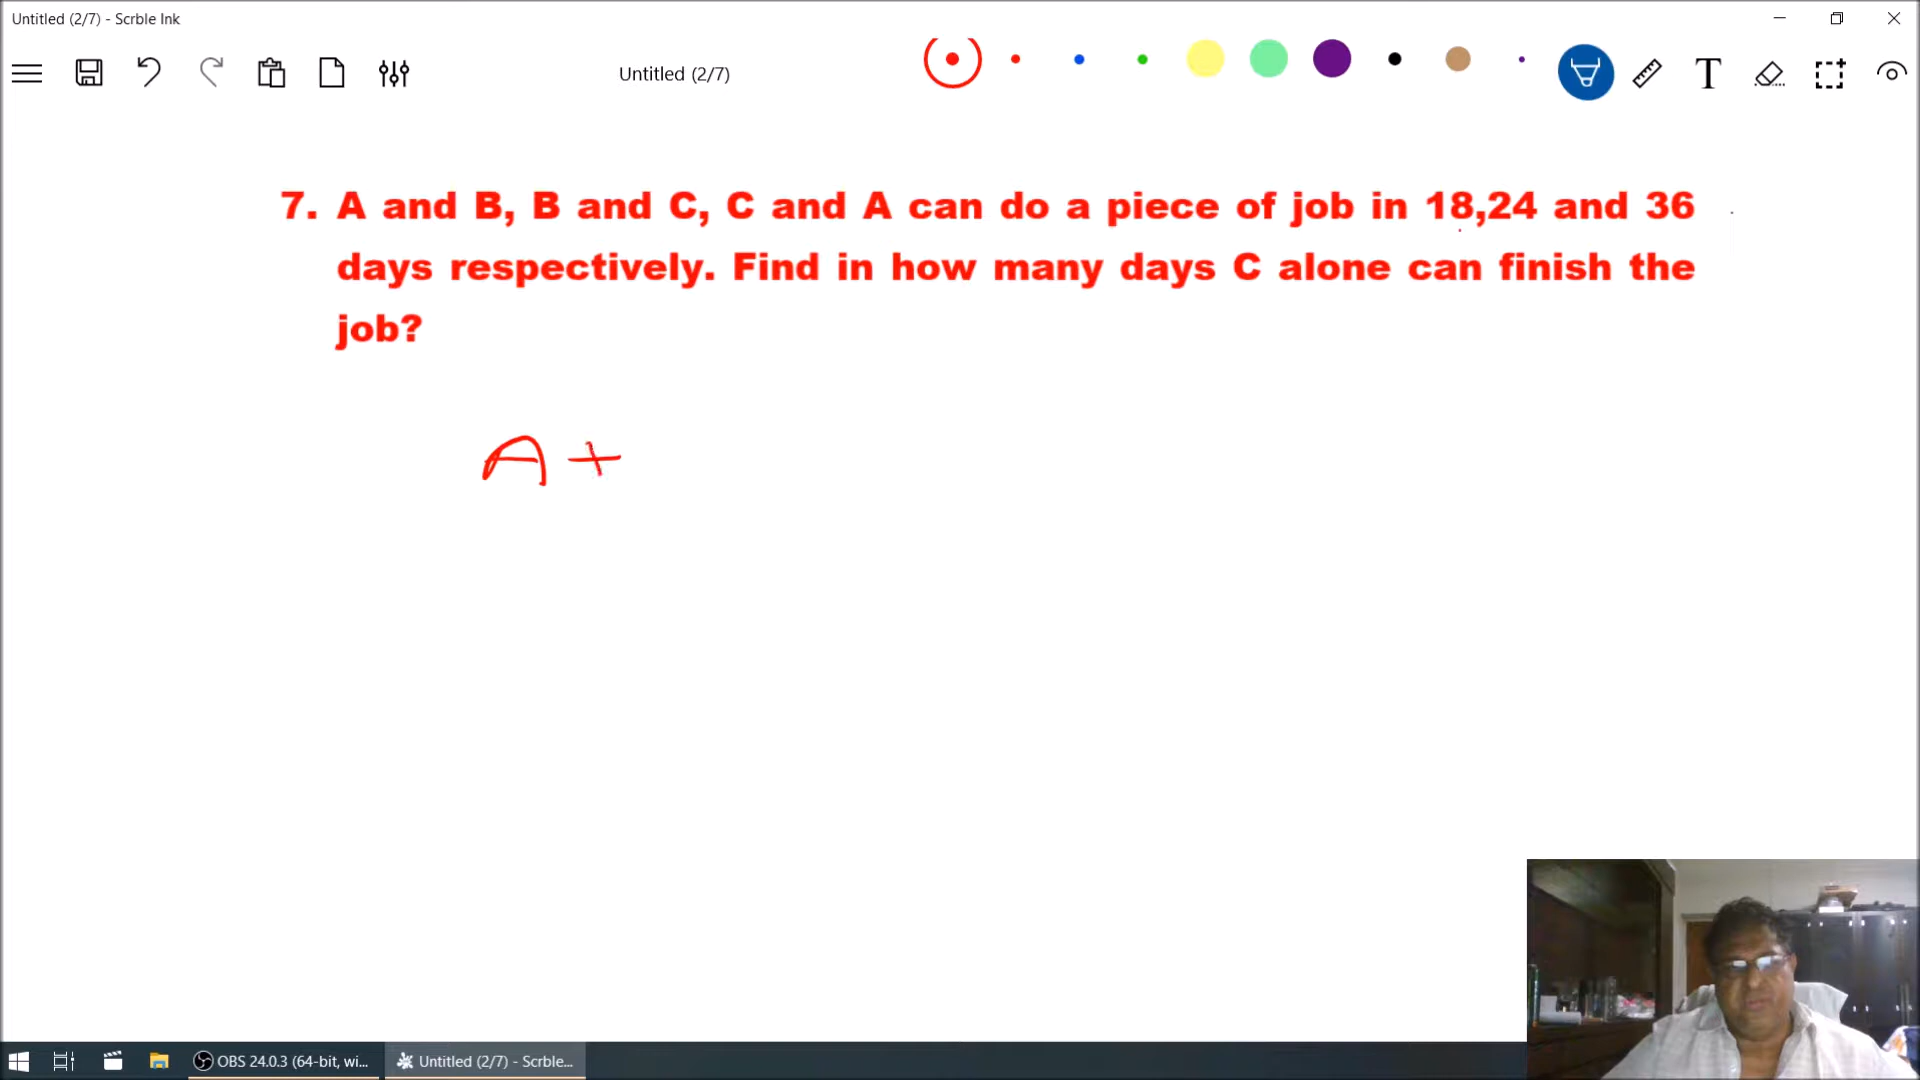 Untitled (2/7) - Scrble Ink
Untitled (2/7)
T
7. A and B, B and C, C and A can do a piece of job in 18,24 and 36
days respectively. Find in how many days C alone can finish the
job?
A +
OBS 24.0.3 (64-bit, wi...
Untitled (2/7) - Scrble...